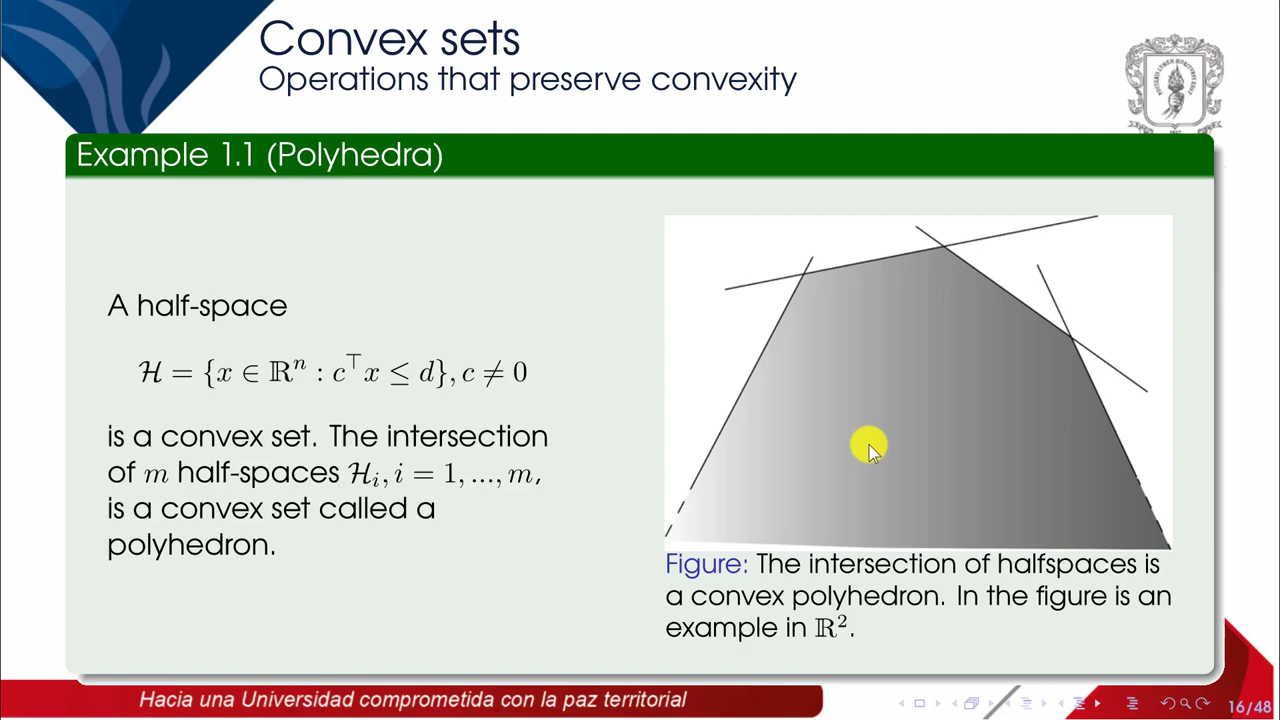 Convex sets
Operations that preserve convexity
Example 1.1 (Polyhedra)
A half-space
ℋ = {x ∈ ℝⁿ : c⊤x ≤ d}, c ≠ 0
is a convex set. The intersection
of m half-spaces ℋᵢ, i = 1, ..., m,
is a convex set called a
polyhedron.
Figure: The intersection of halfspaces is
a convex polyhedron. In the figure is an
example in ℝ².
Hacia una Universidad comprometida con la paz territorial
16/48